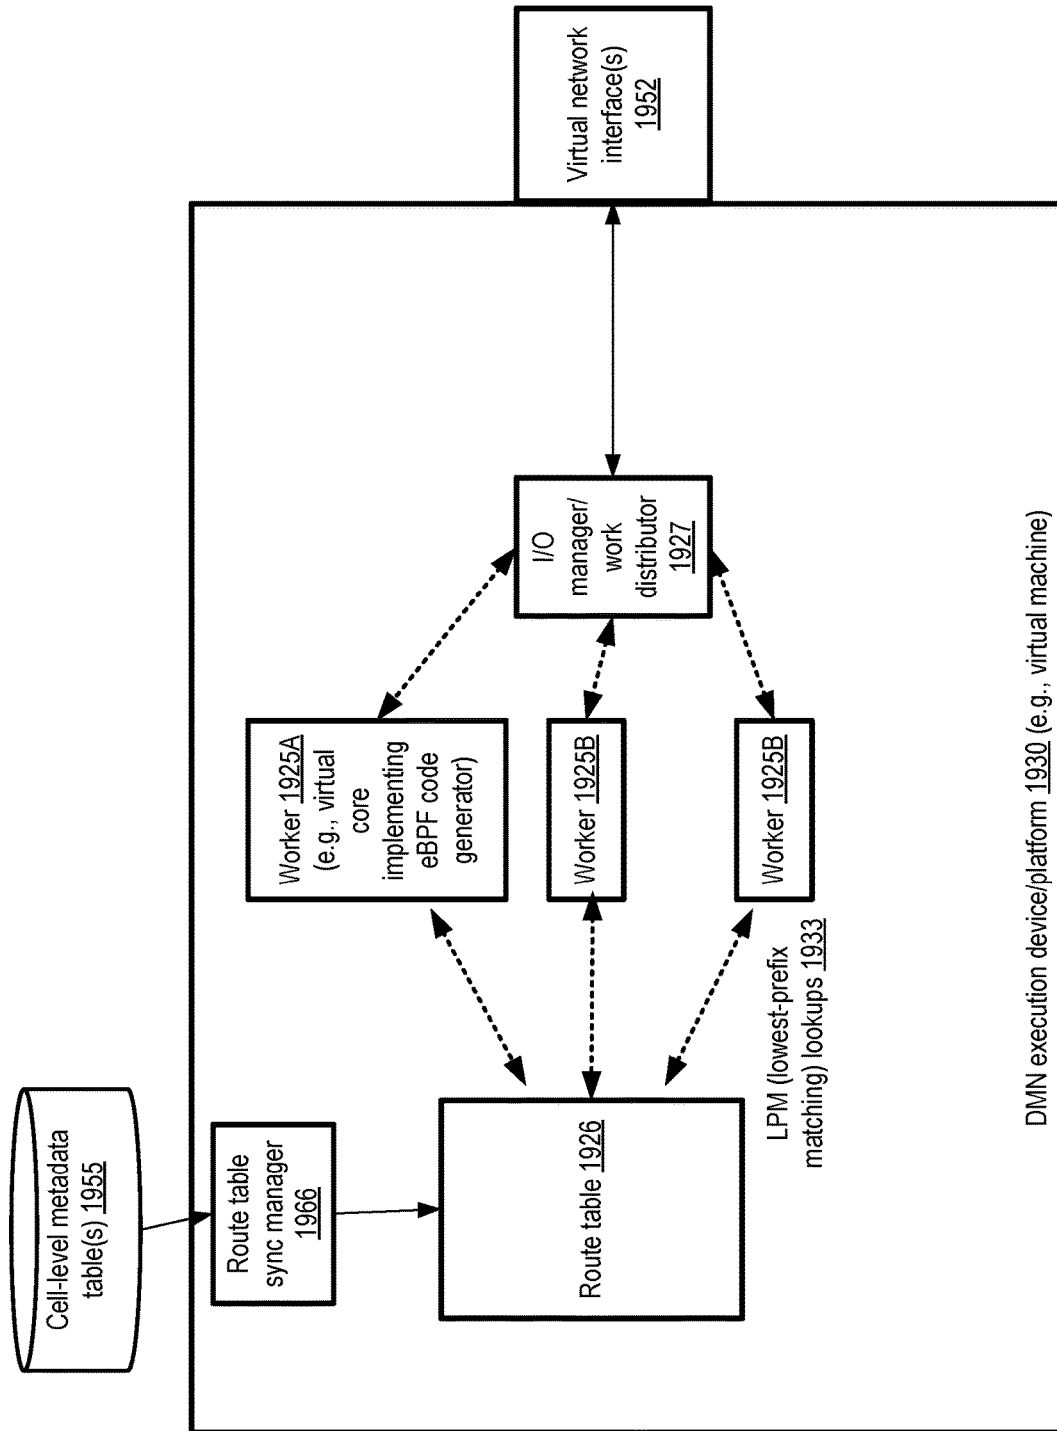 Cell-level metadata
table(s) 1955
Route table
sync manager
1966
Route table 1926
LPM (lowest-prefix
matching) lookups 1933
Worker 1925A
(e.g., virtual
core
implementing
eBPF code
generator)
Worker 1925B
Worker 1925B
I/O
manager/
work
distributor
1927
Virtual network
interface(s)
1952
DMN execution device/platform 1930 (e.g., virtual machine)